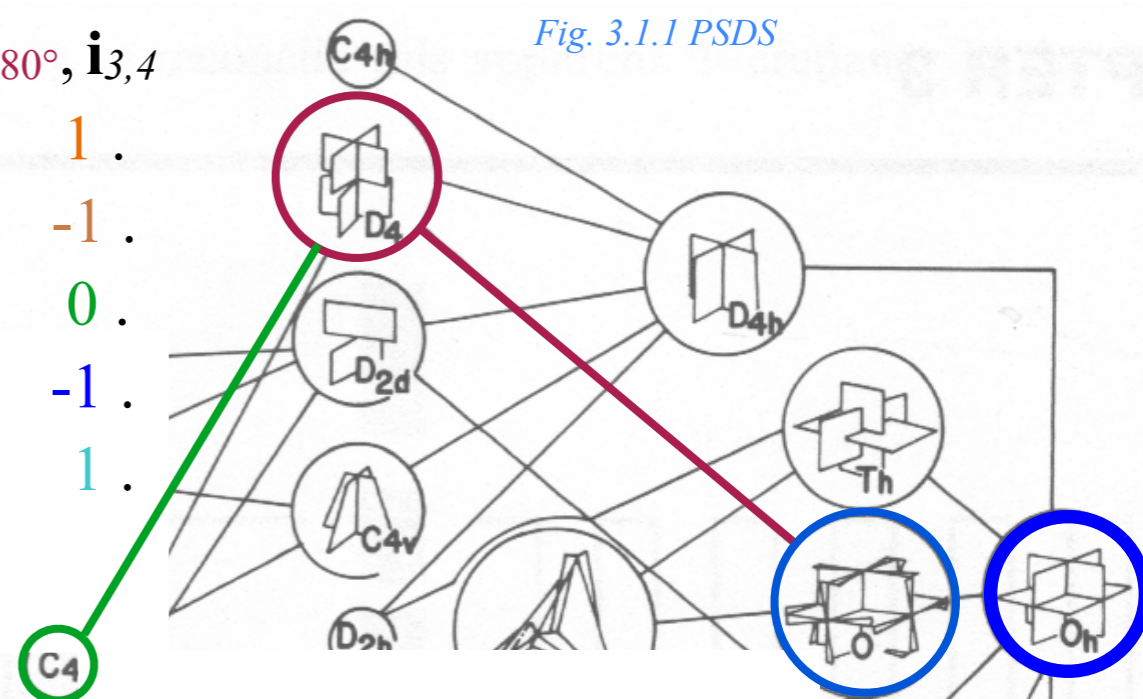 Fig. 3.1.1 PSDS
80°, i3,4
1 .
-1 .
0 .
-1 .
1 .
C4h
D4
D2d
D4h
C4v
Th
D2h
O
Oh
C4